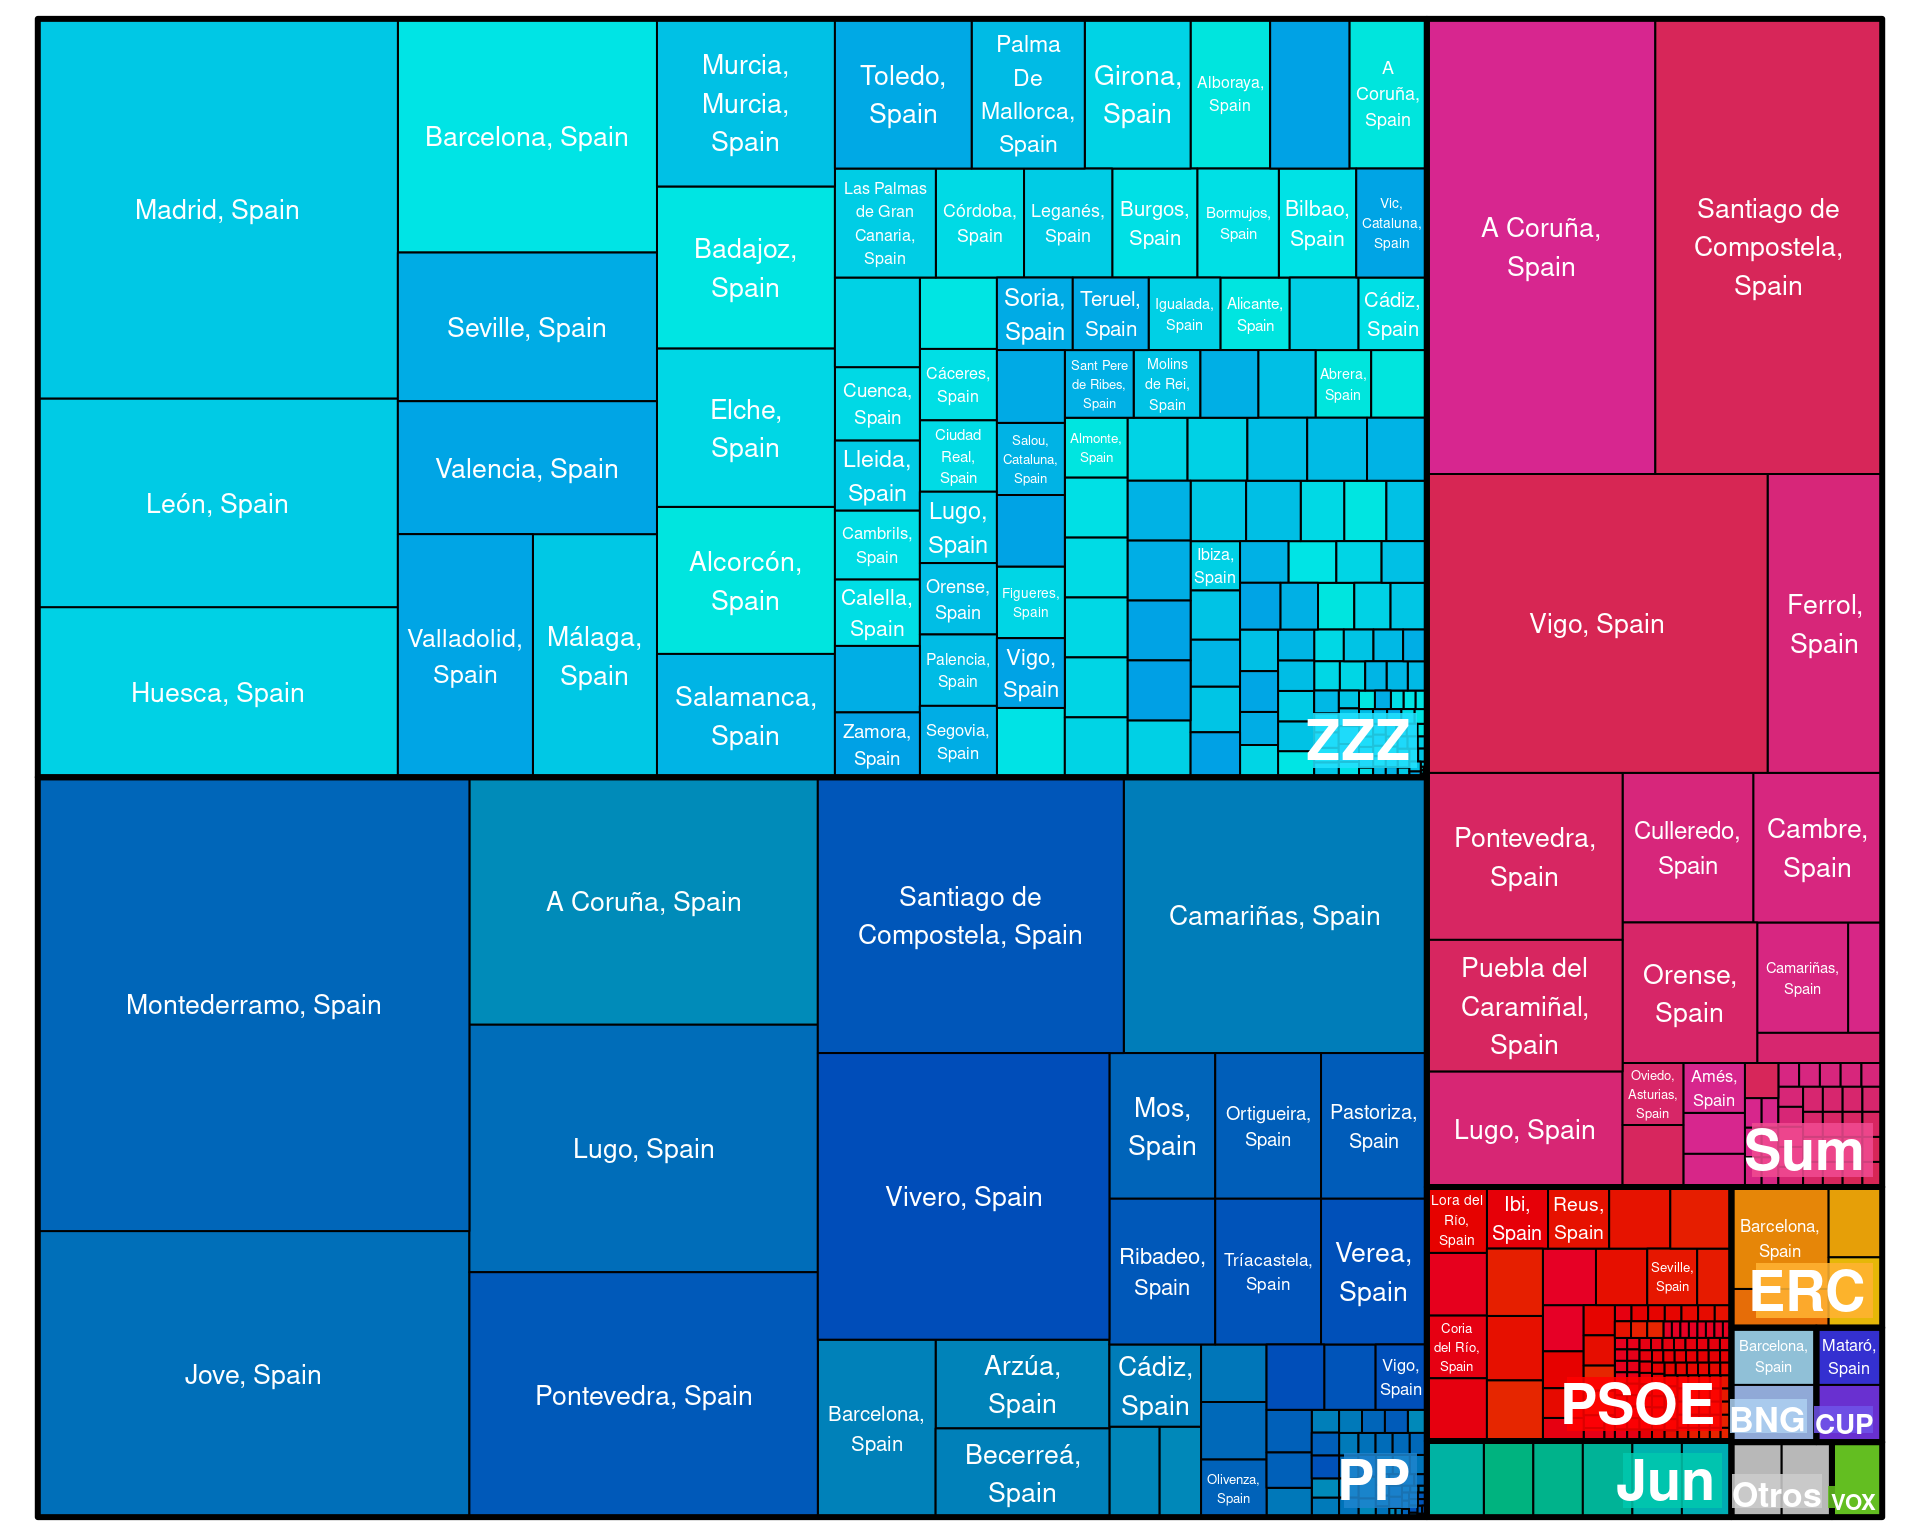 Madrid, Spain
León, Spain
Huesca, Spain
Barcelona, Spain
Seville, Spain
Valencia, Spain
Valladolid,
Spain
Málaga,
Spain
Murcia,
Murcia,
Spain
Badajoz,
Spain
Elche,
Spain
Alcorcón,
Spain
Salamanca,
Spain
Toledo,
Spain
Palma
De
Mallorca,
Spain
Girona,
Spain
Alboraya,
Spain
A
Coruña,
Spain
Las Palmas
de Gran
Canaria,
Spain
Córdoba,
Spain
Leganés,
Spain
Burgos,
Spain
Bormujos,
Spain
Bilbao,
Spain
Vic,
Cataluna,
Spain
Cuenca,
Spain
Lleida,
Spain
Cambrils,
Spain
Calella,
Spain
Zamora,
Spain
Cáceres,
Spain
Ciudad
Real,
Spain
Lugo,
Spain
Orense,
Spain
Palencia,
Spain
Segovia,
Spain
Soria,
Spain
Teruel,
Spain
Igualada,
Spain
Alicante,
Spain
Cádiz,
Spain
Sant Pere
de Ribes,
Spain
Molins
de Rei,
Spain
Abrera,
Spain
Salou,
Cataluna,
Spain
Almonte,
Spain
Figueres,
Spain
Vigo,
Spain
Ibiza,
Spain
ZZZ
Montederramo, Spain
Jove, Spain
A Coruña, Spain
Lugo, Spain
Pontevedra, Spain
Santiago de
Compostela, Spain
Camariñas, Spain
Vivero, Spain
Mos,
Spain
Ortigueira,
Spain
Pastoriza,
Spain
Ribadeo,
Spain
Tríacastela,
Spain
Verea,
Spain
Barcelona,
Spain
Arzúa,
Spain
Becerreá,
Spain
Cádiz,
Spain
Olivenza,
Spain
Vigo,
Spain
PP
A Coruña,
Spain
Santiago de
Compostela,
Spain
Vigo, Spain
Ferrol,
Spain
Pontevedra,
Spain
Culleredo,
Spain
Cambre,
Spain
Puebla del
Caramiñal,
Spain
Orense,
Spain
Camariñas,
Spain
Lugo, Spain
Oviedo,
Asturias,
Spain
Amés,
Spain
Sum
Lora del
Río,
Spain
Ibi,
Spain
Reus,
Spain
Seville,
Spain
Coria
del Río,
Spain
PSOE
Barcelona,
Spain
ERC
Barcelona,
Spain
BNG
Mataró,
Spain
CUP
Jun
Otros
VOX